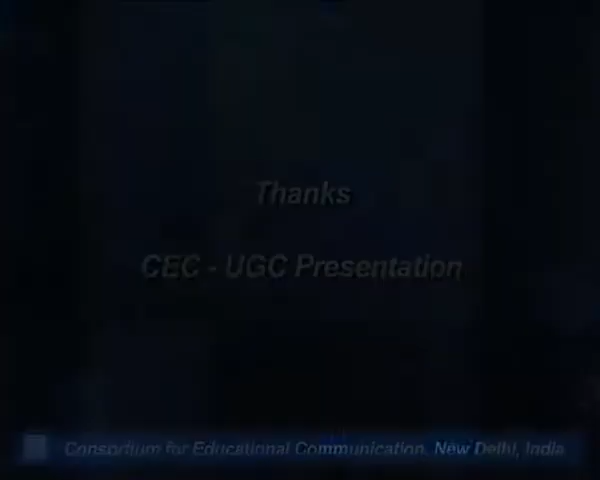 Thanks
CEC - UGC Presentation
Consortium for Educational Communication, New Delhi, India